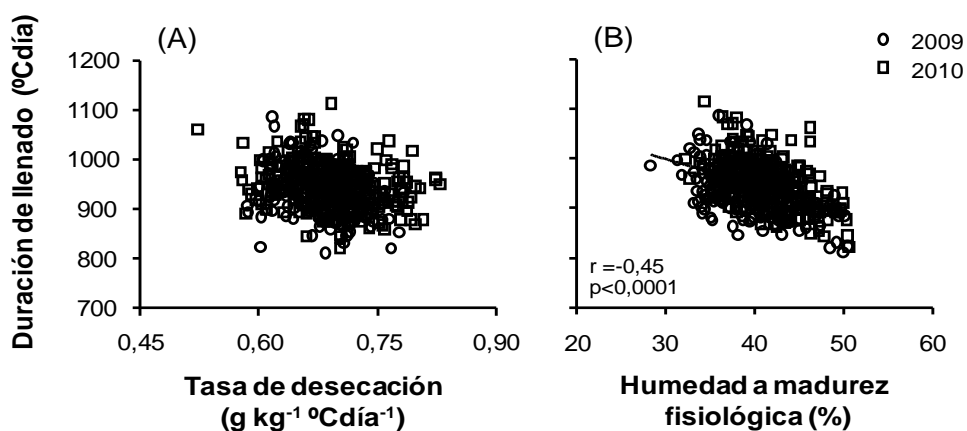 (A)
(B)
2009
2010
Duración de llenado (ºCdía)
1200
1100
1000
900
800
700
r =-0,45
p<0,0001
0,45
0,60
0,75
0,90
20
30
40
50
60
Tasa de desecación
(g kg⁻¹ ºCdía⁻¹)
Humedad a madurez
fisiológica (%)